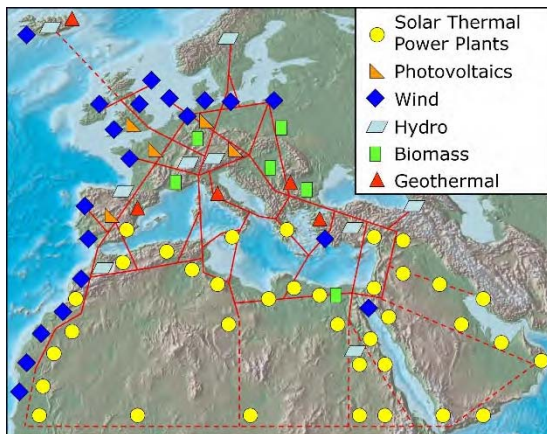 Solar Thermal
Power Plants
Photovoltaics
Wind
Hydro
Biomass
Geothermal